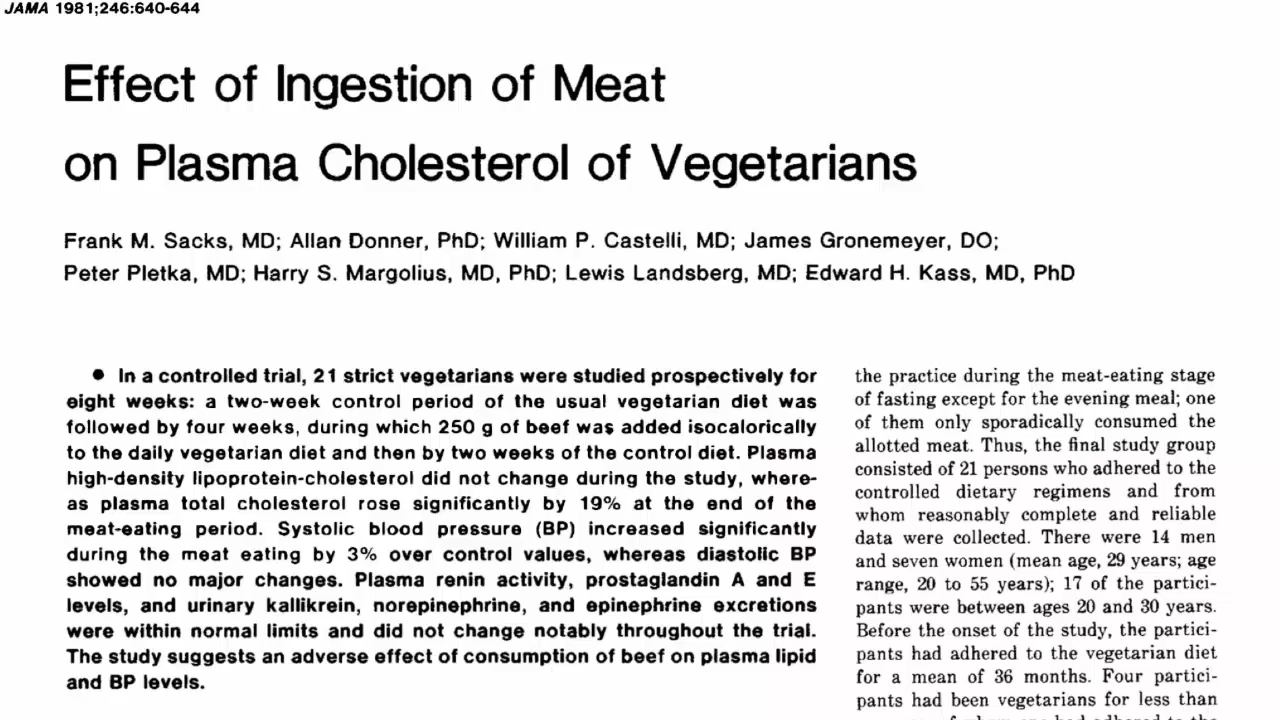 JAMA 1981;246:640-644
Effect of Ingestion of Meat
on Plasma Cholesterol of Vegetarians
Frank M. Sacks, MD; Allan Donner, PhD; William P. Castelli, MD; James Gronemeyer, DO;
Peter Pletka, MD; Harry S. Margolius, MD, PhD; Lewis Landsberg, MD; Edward H. Kass, MD, PhD
● In a controlled trial, 21 strict vegetarians were studied prospectively for
eight weeks: a two-week control period of the usual vegetarian diet was
followed by four weeks, during which 250 g of beef was added isocalorically
to the daily vegetarian diet and then by two weeks of the control diet. Plasma
high-density lipoprotein-cholesterol did not change during the study, where-
as plasma total cholesterol rose significantly by 19% at the end of the
meat-eating period. Systolic blood pressure (BP) increased significantly
during the meat eating by 3% over control values, whereas diastolic BP
showed no major changes. Plasma renin activity, prostaglandin A and E
levels, and urinary kallikrein, norepinephrine, and epinephrine excretions
were within normal limits and did not change notably throughout the trial.
The study suggests an adverse effect of consumption of beef on plasma lipid
and BP levels.
the practice during the meat-eating stage
of fasting except for the evening meal; one
of them only sporadically consumed the
allotted meat. Thus, the final study group
consisted of 21 persons who adhered to the
controlled dietary regimens and from
whom reasonably complete and reliable
data were collected. There were 14 men
and seven women (mean age, 29 years; age
range, 20 to 55 years); 17 of the partici-
pants were between ages 20 and 30 years.
Before the onset of the study, the partici-
pants had adhered to the vegetarian diet
for a mean of 36 months. Four partici-
pants had been vegetarians for less than